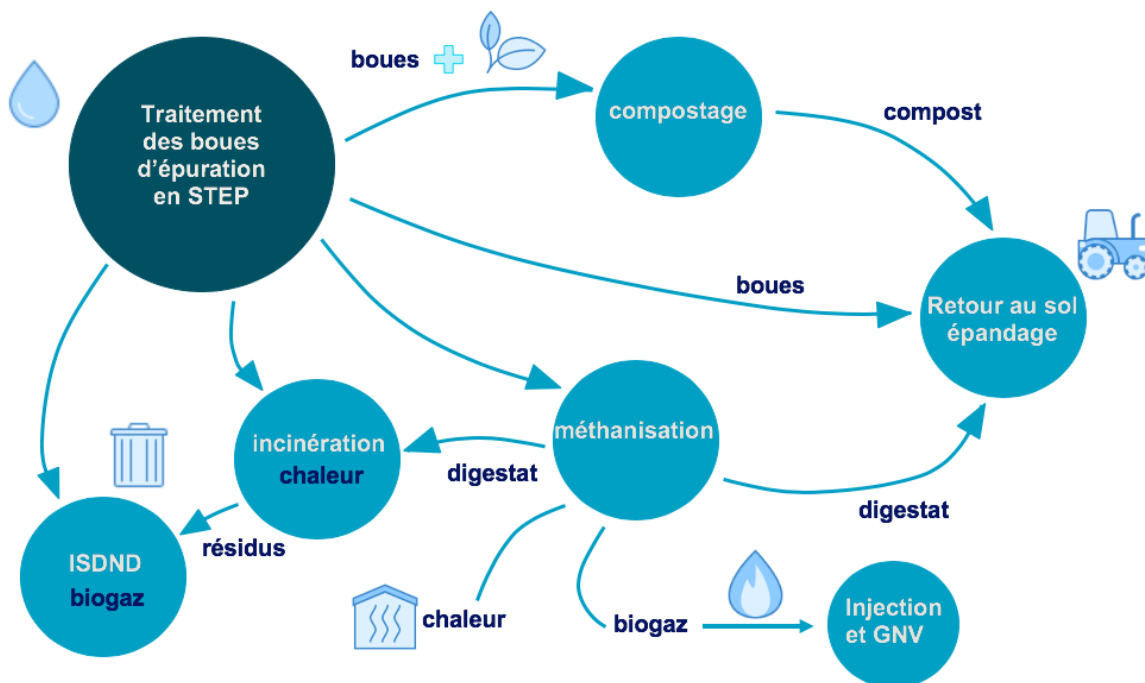 boues
Traitement
des boues
d'épuration
en STEP
compostage
compost
boues
Retour au sol
épandage
incinération
chaleur
méthanisation
digestat
digestat
résidus
ISDND
biogaz
chaleur
biogaz
Injection
et GNV